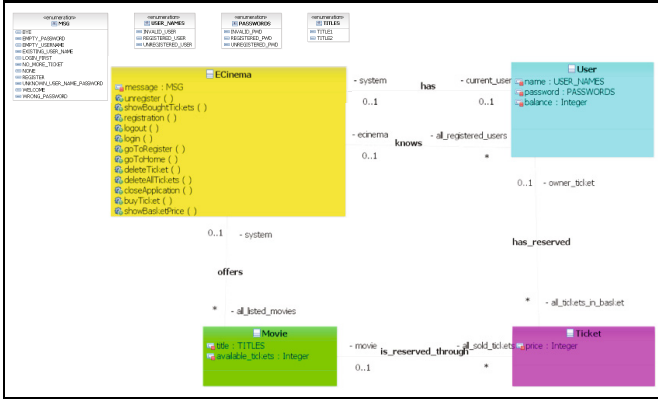 «enumeration»
MSG
BYE
EMPTY_PASSWORD
EMPTY_USERNAME
EXISTING_USER_NAME
LOGIN_FIRST
NO_MORE_TICKET
NONE
REGISTER
UNKNOWN_USER_NAME_PASSWORD
WELCOME
WRONG_PASSWORD
«enumeration»
USER_NAMES
INVALID_USER
REGISTERED_USER
UNREGISTERED_USER
«enumeration»
PASSWORDS
INVALID_PWD
REGISTERED_PWD
UNREGISTERED_PWD
«enumeration»
TITLES
TITLE1
TITLE2
ECinema
message : MSG
unregister ( )
showBoughtTickets ( )
registration ( )
logout ( )
login ( )
goToRegister ( )
goToHome ( )
deleteTicket ( )
deleteAllTickets ( )
closeApplication ( )
buyTicket ( )
showBasketPrice ( )
- system
has
- current_user
0..1
0..1
- ecinema
knows
- all_registered_users
0..1
*
User
name : USER_NAMES
password : PASSWORDS
balance : Integer
0..1 - owner_ticket
has_reserved
* - all_tickets_in_basket
0..1 - system
offers
* - all_listed_movies
Movie
title : TITLES
available_tickets : Integer
- movie
is_reserved_through
- all_sold_tickets
0..1
*
Ticket
price : Integer